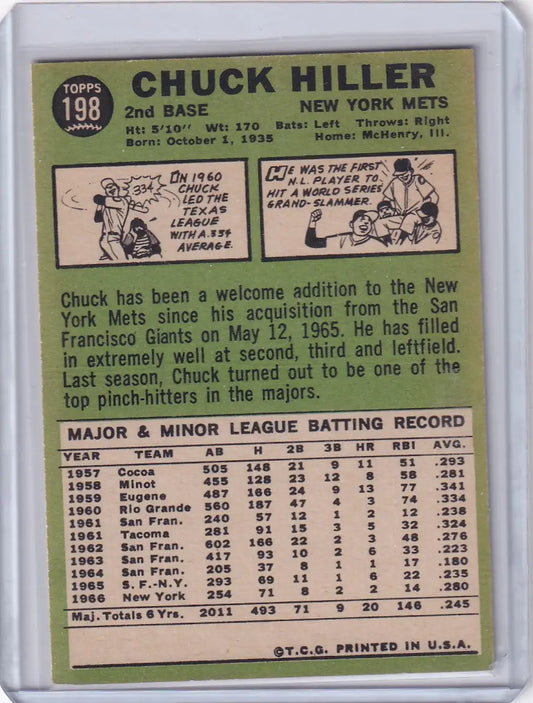 TOPPS
198
CHUCK HILLER
2nd BASE NEW YORK METS
Ht: 5'10" Wt: 170 Bats: Left Throws: Right
Born: October 1, 1935 Home: McHenry, Ill.
334
IN 1960
CHUCK
LED THE
TEXAS
LEAGUE
WITH A .334
AVERAGE.
HE WAS THE FIRST
N.L. PLAYER TO
HIT A WORLD SERIES
GRAND-SLAMMER.
Chuck has been a welcome addition to the New
York Mets since his acquisition from the San
Francisco Giants on May 12, 1965. He has filled
in extremely well at second, third and leftfield.
Last season, Chuck turned out to be one of the
top pinch-hitters in the majors.
MAJOR & MINOR LEAGUE BATTING RECORD
YEAR TEAM AB H 2B 3B HR RBI AVG.
1957 Cocoa 505 148 21 9 11 51 .293
1958 Minot 455 128 23 12 8 58 .281
1959 Eugene 487 166 24 9 13 77 .341
1960 Rio Grande 560 187 47 4 3 74 .334
1961 San Fran. 240 57 12 1 2 12 .238
1961 Tacoma 281 91 15 3 5 32 .324
1962 San Fran. 602 166 22 2 3 48 .276
1963 San Fran. 417 93 10 2 6 33 .223
1964 San Fran. 205 37 8 1 1 17 .180
1965 S. F.-N.Y. 293 69 11 1 6 22 .235
1966 New York 254 71 8 2 2 14 .280
Maj. Totals 6 Yrs. 2011 493 71 9 20 146 .245
©T.C.G. PRINTED IN U.S.A.